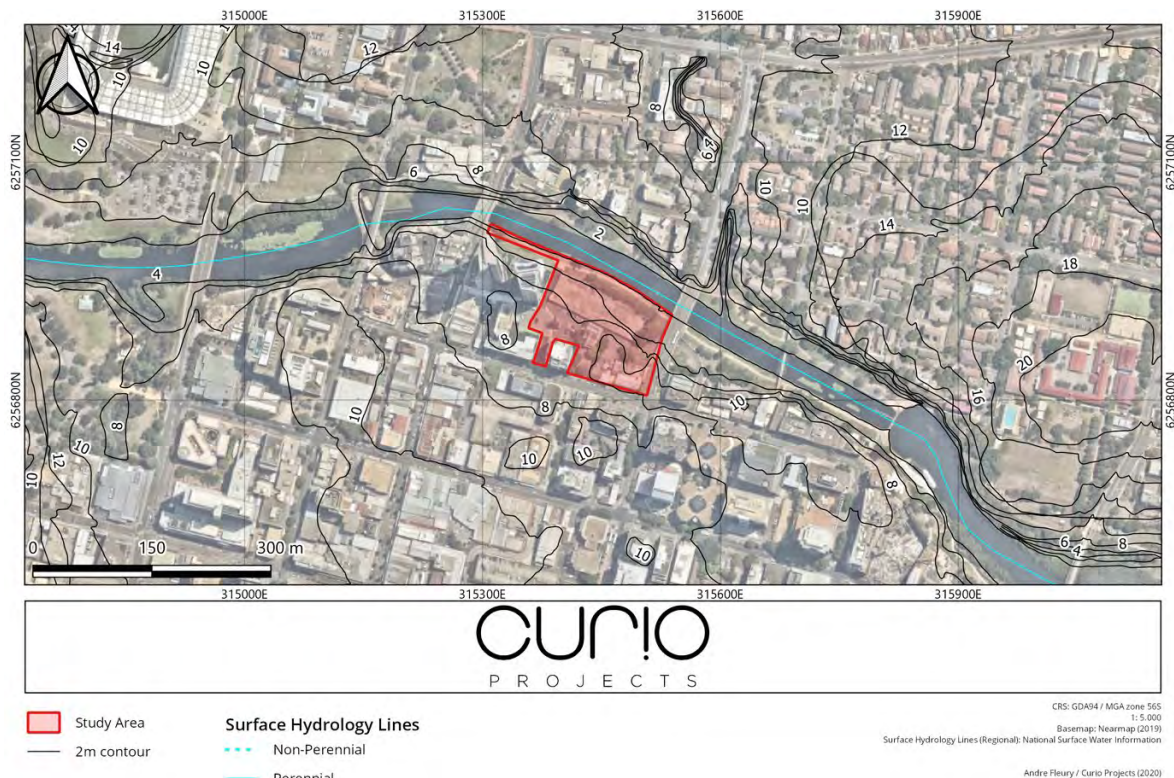 315000E 315300E 315600E 315900E
14
10
10
10
12
8
6,4
12
10
10
14
18
20
16
6257100N
6257100N
6
8
2
4
8
10
8
10
6256800N
6256800N
8
10
12
10
10
10
8
10
6
4
8
0 150 300 m
315000E 315300E 315600E 315900E
curio
PROJECTS
Study Area
2m contour
Surface Hydrology Lines
Non-Perennial
Perennial
CRS: GDA94 / MGA zone 56S
1: 5.000
Basemap: Nearmap (2019)
Surface Hydrology Lines (Regional): National Surface Water Information
Andre Fleury / Curio Projects (2020)